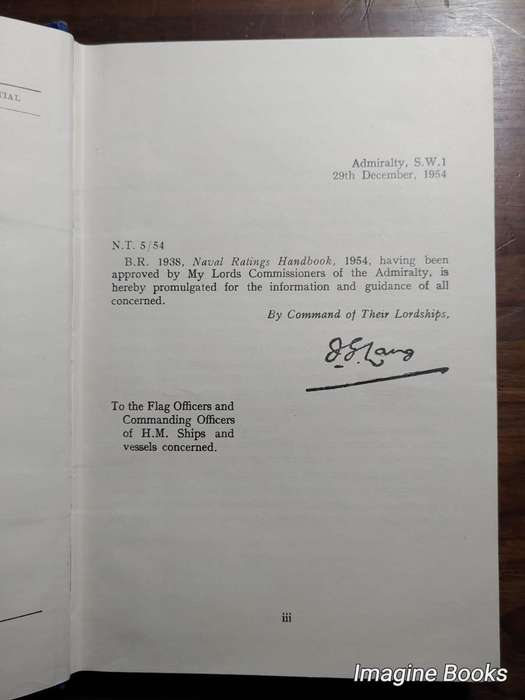 TIAL
Admiralty, S.W.1
29th December, 1954
N.T. 5/54
B.R. 1938, Naval Ratings Handbook, 1954, having been
approved by My Lords Commissioners of the Admiralty, is
hereby promulgated for the information and guidance of all
concerned.
By Command of Their Lordships,
J.G. Lang
To the Flag Officers and
Commanding Officers
of H.M. Ships and
vessels concerned.
iii
Imagine Books